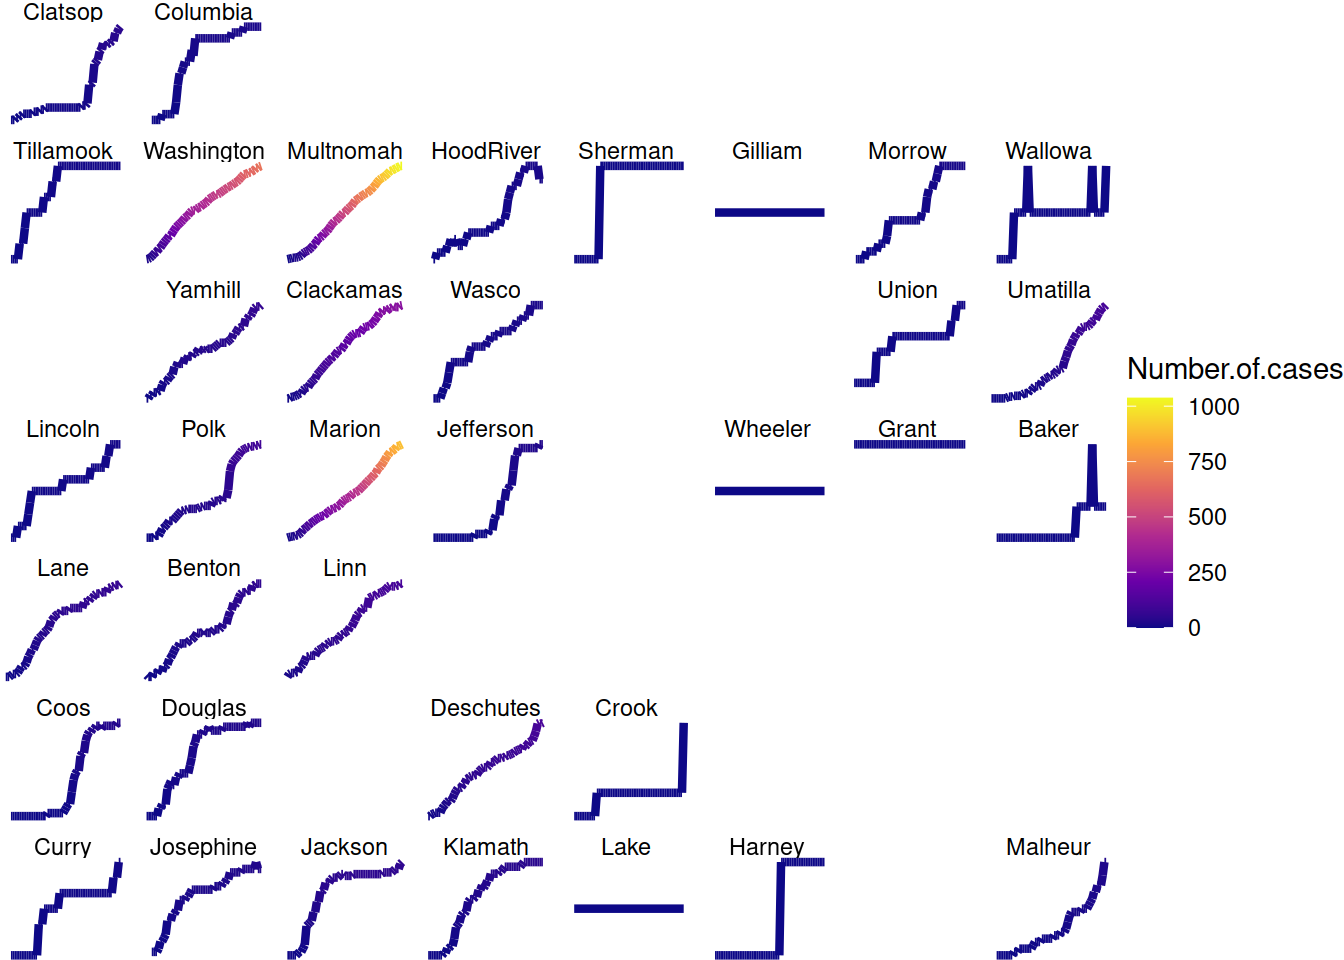 Clatsop Columbia
Tillamook Washington Multnomah HoodRiver Sherman Gilliam Morrow Wallowa
Yamhill Clackamas Wasco Union Umatilla
Number.of.cases
1000
750
500
250
0
Lincoln Polk Marion Jefferson Wheeler Grant Baker
Lane Benton Linn
Coos Douglas Deschutes Crook
Curry Josephine Jackson Klamath Lake Harney Malheur